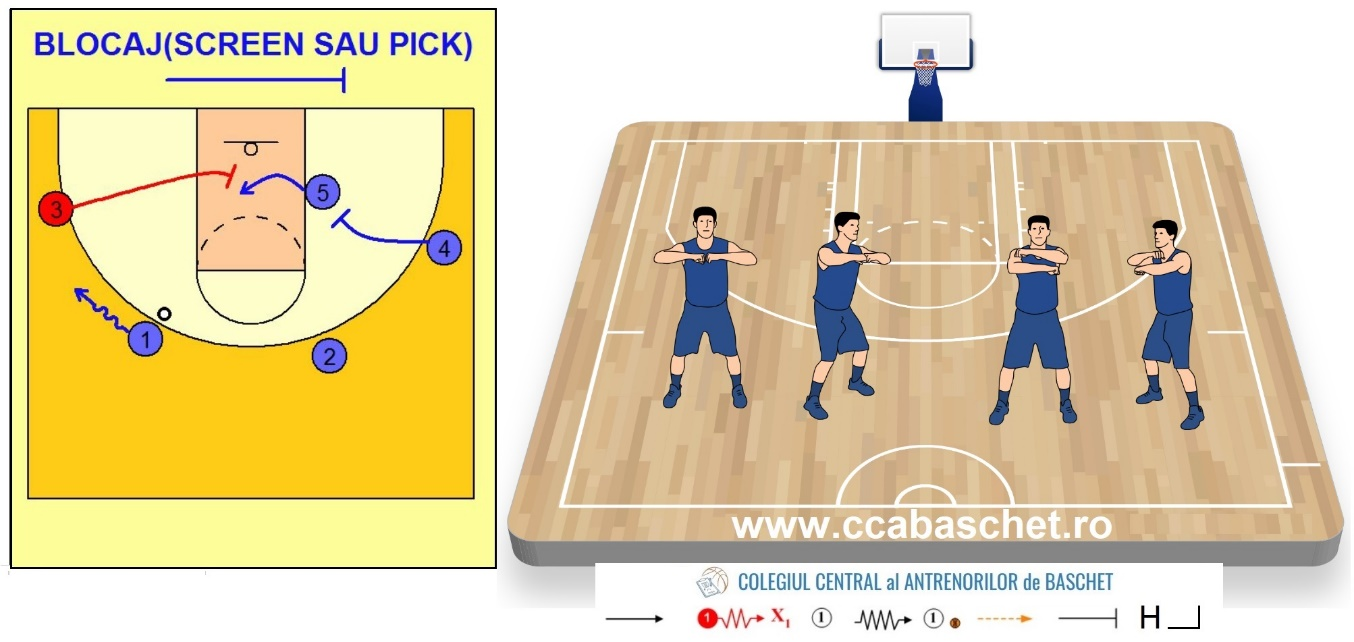 BLOCAJ(SCREEN SAU PICK)
3
5
4
1
2
www.ccabaschet.ro
COLEGIUL CENTRAL al ANTRENORILOR de BASCHET
1 X1 1 1 H